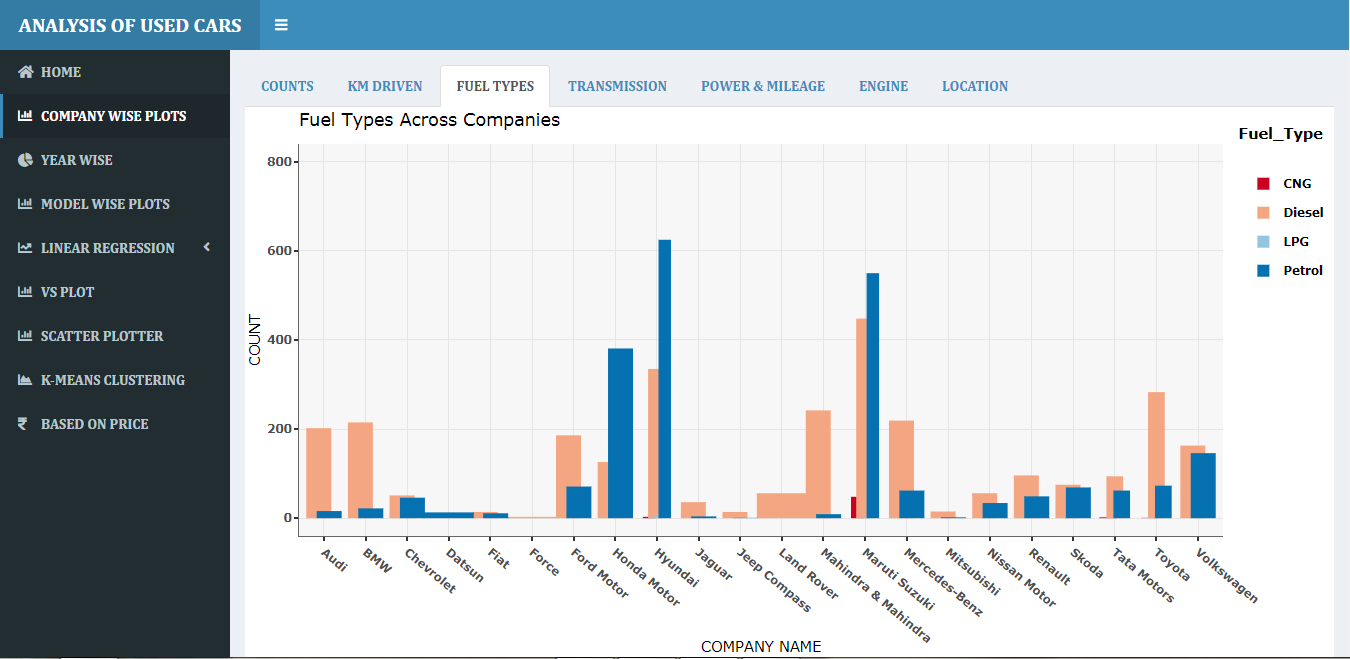 ANALYSIS OF USED CARS
HOME
COMPANY WISE PLOTS
YEAR WISE
MODEL WISE PLOTS
LINEAR REGRESSION
VS PLOT
SCATTER PLOTTER
K-MEANS CLUSTERING
BASED ON PRICE
COUNTS KM DRIVEN FUEL TYPES TRANSMISSION POWER & MILEAGE ENGINE LOCATION
Fuel Types Across Companies
Fuel_Type
CNG
Diesel
LPG
Petrol
COUNT
800
600
400
200
0
Audi
BMW
Chevrolet
Datsun
Fiat
Force
Ford Motor
Honda Motor
Hyundai
Jaguar
Jeep Compass
Land Rover
Mahindra & Mahindra
Maruti Suzuki
Mercedes-Benz
Mitsubishi
Nissan Motor
Renault
Skoda
Tata Motors
Toyota
Volkswagen
COMPANY NAME